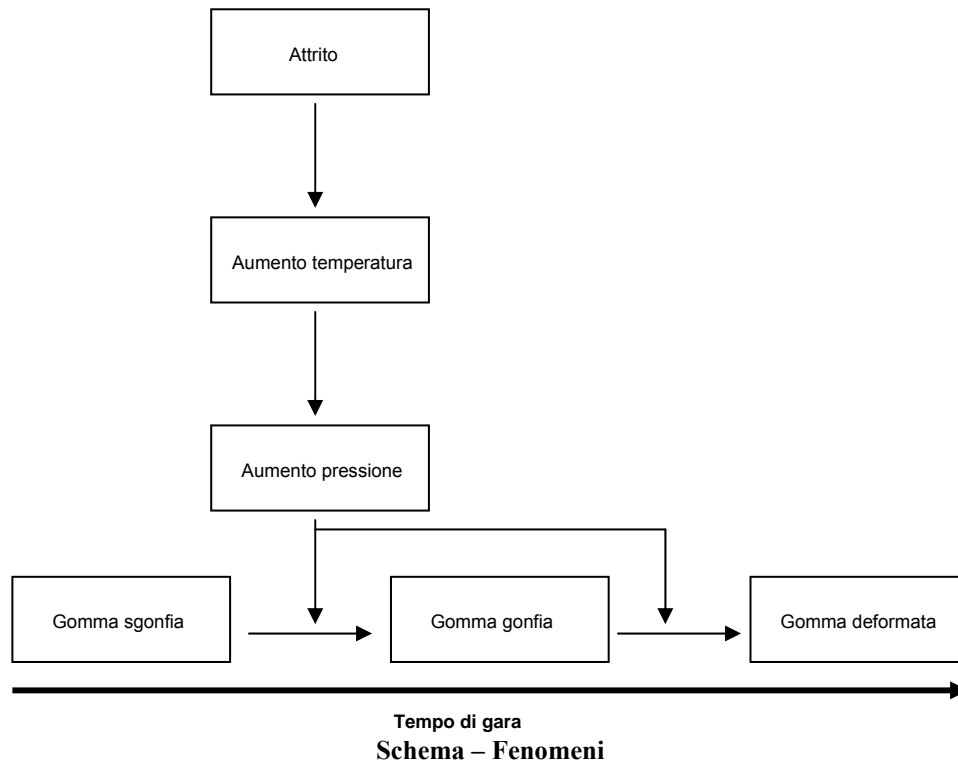 Attrito
Aumento temperatura
Aumento pressione
Gomma sgonfia
Gomma gonfia
Gomma deformata
Tempo di gara
Schema – Fenomeni